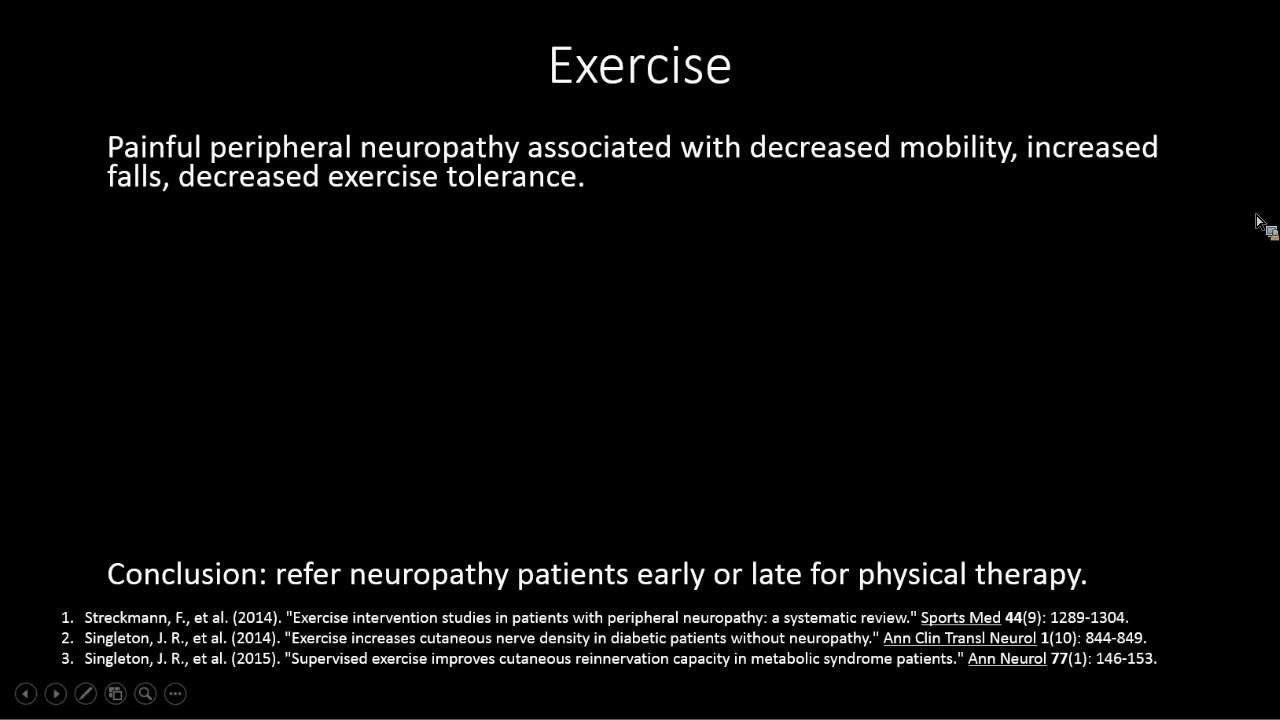 Exercise
Painful peripheral neuropathy associated with decreased mobility, increased
falls, decreased exercise tolerance.
Conclusion: refer neuropathy patients early or late for physical therapy.
1. Streckmann, F., et al. (2014). "Exercise intervention studies in patients with peripheral neuropathy: a systematic review." Sports Med 44(9): 1289-1304.
2. Singleton, J. R., et al. (2014). "Exercise increases cutaneous nerve density in diabetic patients without neuropathy." Ann Clin Transl Neurol 1(10): 844-849.
3. Singleton, J. R., et al. (2015). "Supervised exercise improves cutaneous reinnervation capacity in metabolic syndrome patients." Ann Neurol 77(1): 146-153.